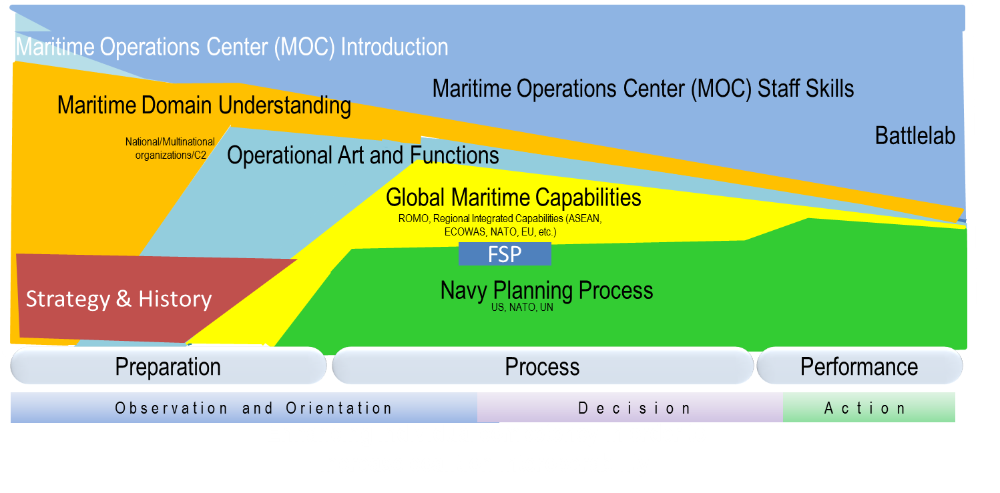 Maritime Operations Center (MOC) Introduction
Maritime Operations Center (MOC) Staff Skills
Maritime Domain Understanding
Battlelab
National/Multinational
organizations/C2
Operational Art and Functions
Global Maritime Capabilities
ROMO, Regional Integrated Capabilities (ASEAN,
ECOWAS, NATO, EU, etc.)
FSP
Navy Planning Process
US, NATO, UN
Strategy & History
Preparation
Process
Performance
Observation and Orientation
Decision
Action